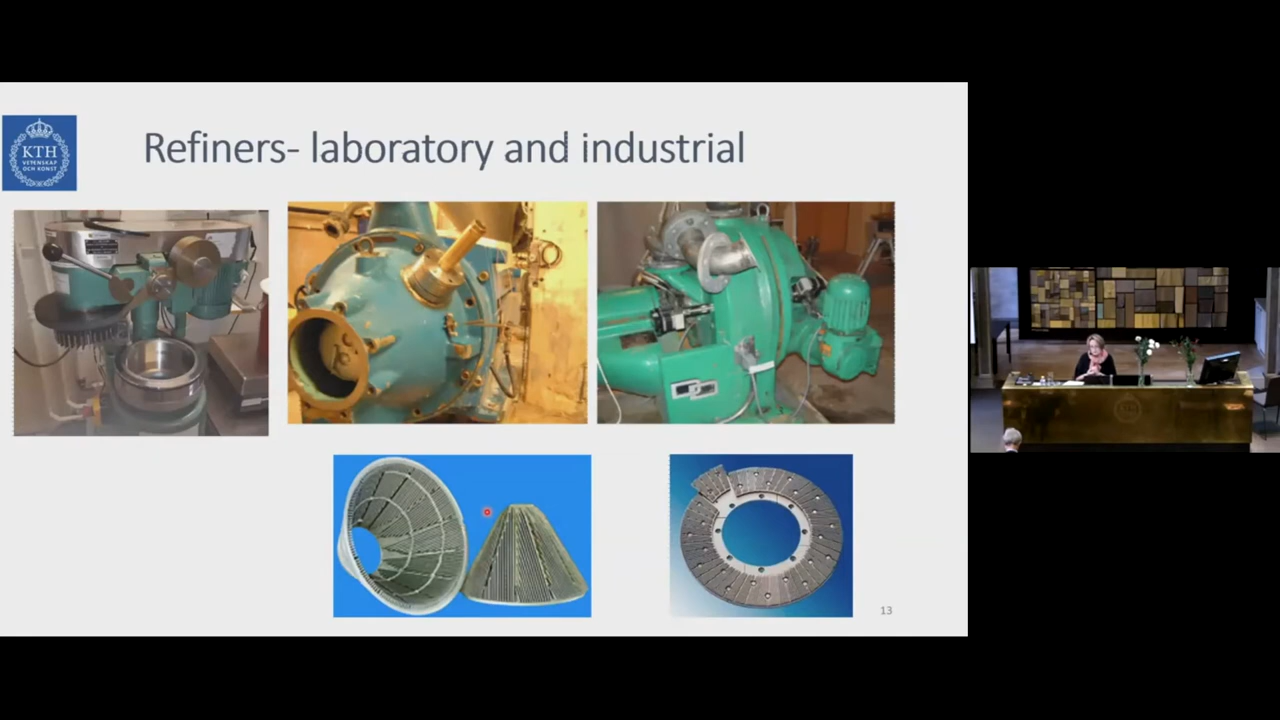 Refiners- laboratory and industrial
KTH
VETENSKAP
OCH KONST
13